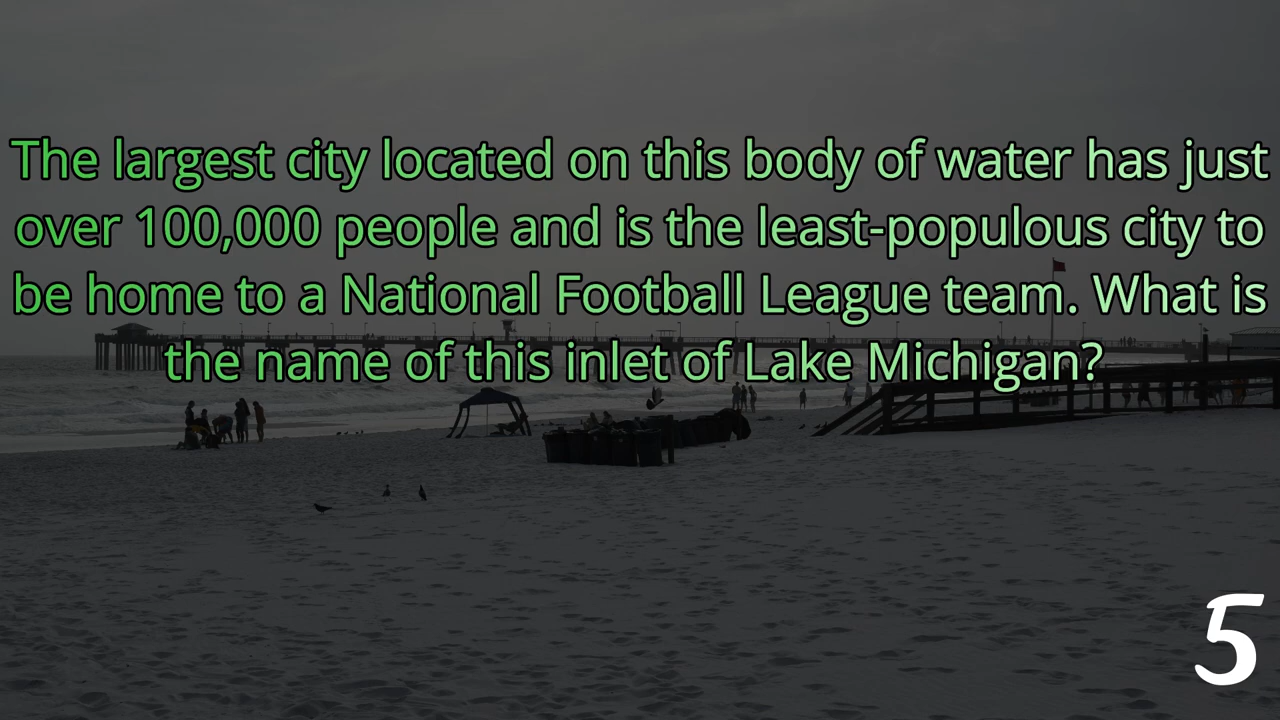 The largest city located on this body of water has just
over 100,000 people and is the least-populous city to
be home to a National Football League team. What is
the name of this inlet of Lake Michigan?
5